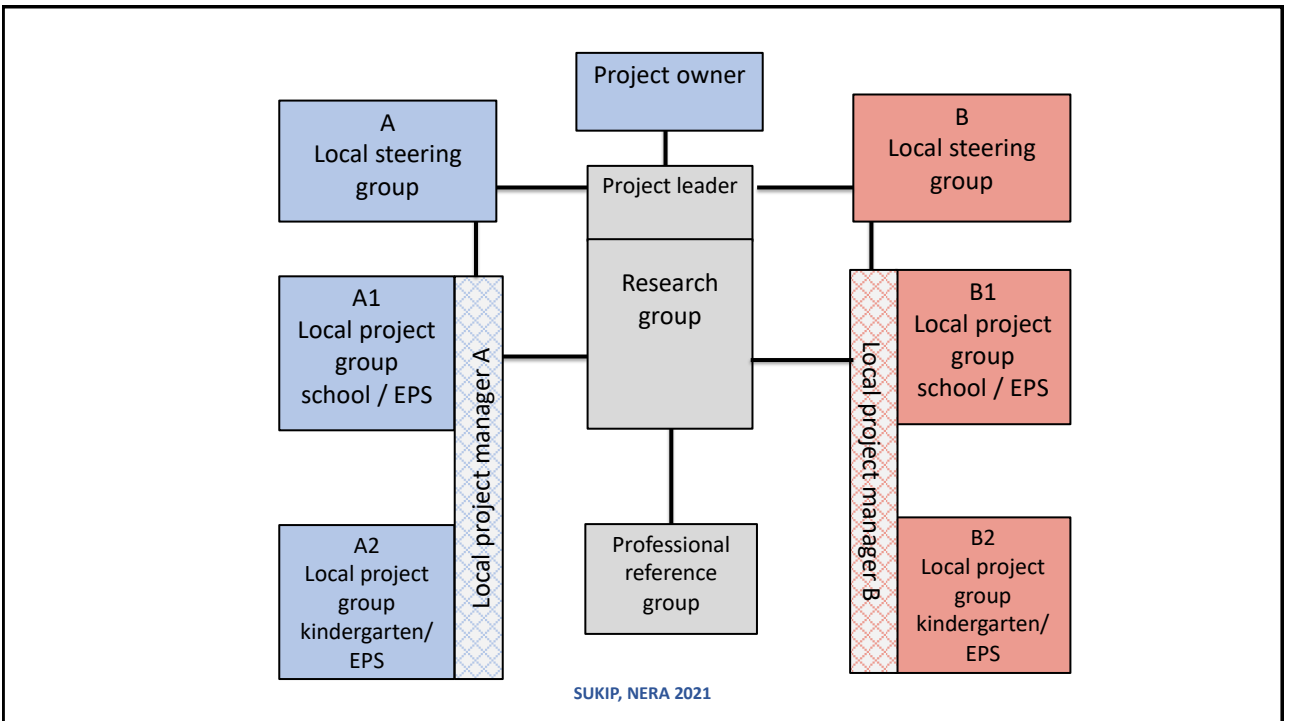 Project owner
A
Local steering
group
B
Local steering
group
Project leader
Research
group
A1
Local project
group
school / EPS
Local project manager A
B1
Local project
group
school / EPS
Local project manager B
A2
Local project
group
kindergarten/
EPS
Professional
reference
group
B2
Local project
group
kindergarten/
EPS
SUKIP, NERA 2021